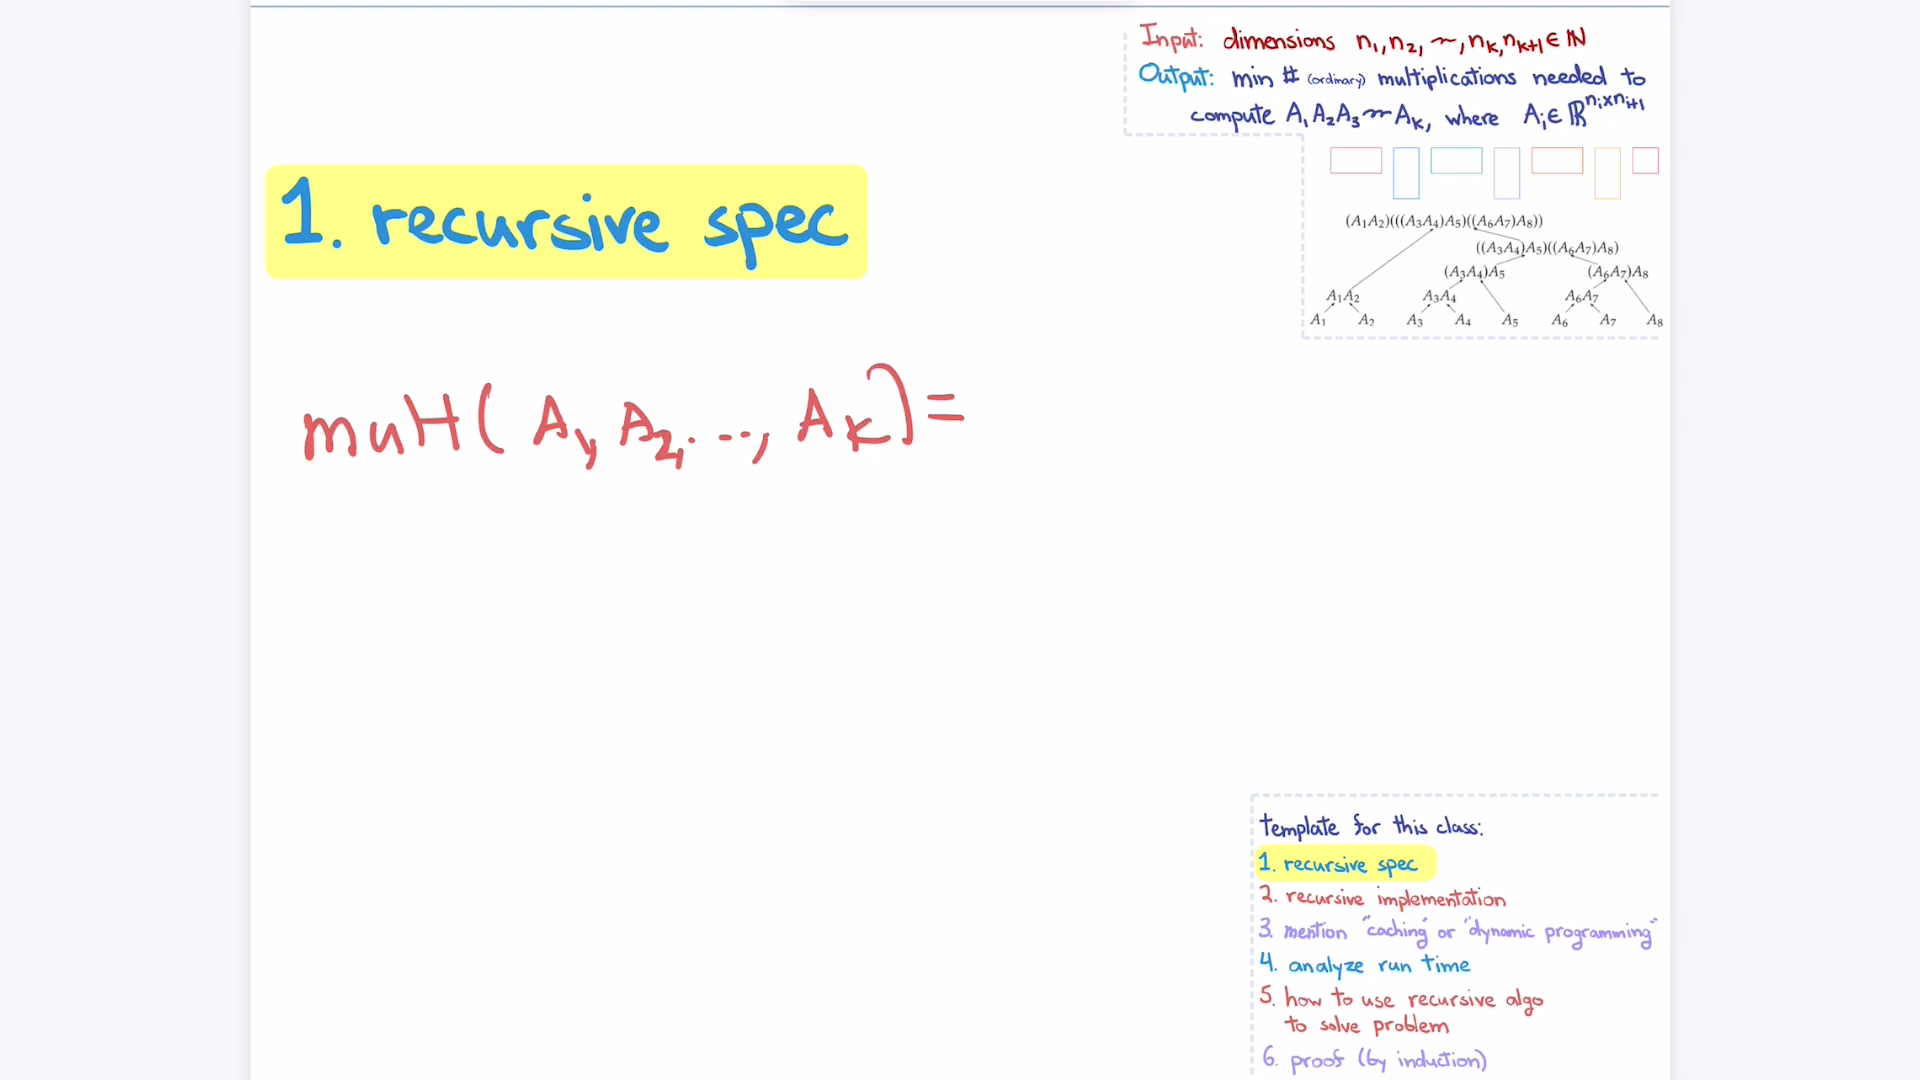 Input: dimensions n₁, n₂, ~, nₖ, nₖ₊₁ ∈ ℕ
Output: min # (ordinary) multiplications needed to
compute A₁A₂A₃~Aₖ, where Aᵢ ∈ ℝ^{nᵢ×nᵢ₊₁}
1. recursive spec
(A₁A₂)(((A₃A₄)A₅)((A₆A₇)A₈))
((A₃A₄)A₅)((A₆A₇)A₈)
(A₃A₄)A₅ (A₆A₇)A₈
A₁A₂ A₃A₄ A₆A₇
A₁ A₂ A₃ A₄ A₅ A₆ A₇ A₈
mult(A₁, A₂, ..., Aₖ) =
template for this class:
1. recursive spec
2. recursive implementation
3. mention "caching" or "dynamic programming"
4. analyze run time
5. how to use recursive algo
to solve problem
6. proof (by induction)